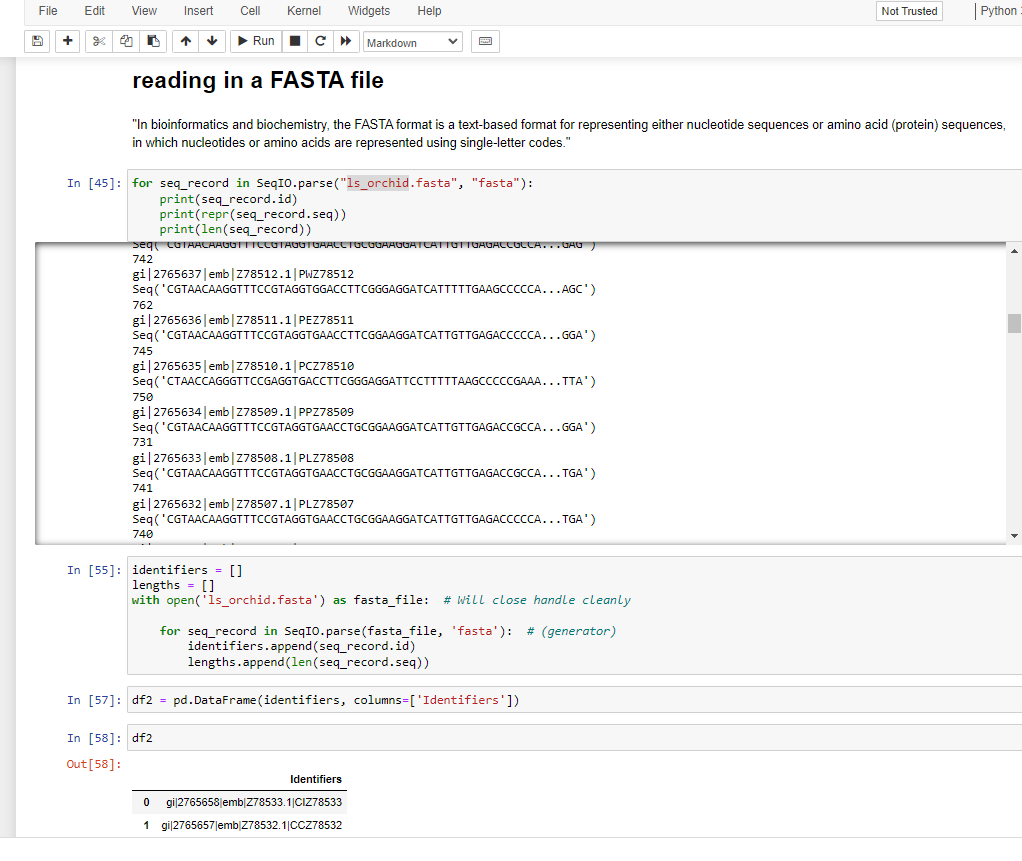 File Edit View Insert Cell Kernel Widgets Help Not Trusted Python
Run Markdown
reading in a FASTA file
"In bioinformatics and biochemistry, the FASTA format is a text-based format for representing either nucleotide sequences or amino acid (protein) sequences,
in which nucleotides or amino acids are represented using single-letter codes."
In [45]: for seq_record in SeqIO.parse("ls_orchid.fasta", "fasta"):
print(seq_record.id)
print(repr(seq_record.seq))
print(len(seq_record))
Seq('CGTAACAAGGTTTCCGTAGGTGAACCTGCGGAAGGATCATTGTTGAGACCGCCA...GAG')
742
gi|2765637|emb|Z78512.1|PWZ78512
Seq('CGTAACAAGGTTTCCGTAGGTGGACCTTCGGGAGGATCATTTTTGAAGCCCCCA...AGC')
762
gi|2765636|emb|Z78511.1|PEZ78511
Seq('CGTAACAAGGTTTCCGTAGGTGAACCTTCGGAAGGATCATTGTTGAGACCCCCA...GGA')
745
gi|2765635|emb|Z78510.1|PCZ78510
Seq('CTAACCAGGGTTCCGAGGTGACCTTCGGGAGGATTCCTTTTTAAGCCCCCGAAA...TTA')
750
gi|2765634|emb|Z78509.1|PPZ78509
Seq('CGTAACAAGGTTTCCGTAGGTGAACCTGCGGAAGGATCATTGTTGAGACCGCCA...GGA')
731
gi|2765633|emb|Z78508.1|PLZ78508
Seq('CGTAACAAGGTTTCCGTAGGTGAACCTGCGGAAGGATCATTGTTGAGACCGCCA...TGA')
741
gi|2765632|emb|Z78507.1|PLZ78507
Seq('CGTAACAAGGTTTCCGTAGGTGAACCTGCGGAAGGATCATTGTTGAGACCCCCA...TGA')
740
In [55]: identifiers = []
lengths = []
with open('ls_orchid.fasta') as fasta_file: # Will close handle cleanly
for seq_record in SeqIO.parse(fasta_file, 'fasta'): # (generator)
identifiers.append(seq_record.id)
lengths.append(len(seq_record.seq))
In [57]: df2 = pd.DataFrame(identifiers, columns=['Identifiers'])
In [58]: df2
Out[58]:
Identifiers
0 gi|2765658|emb|Z78533.1|CIZ78533
1 gi|2765657|emb|Z78532.1|CCZ78532